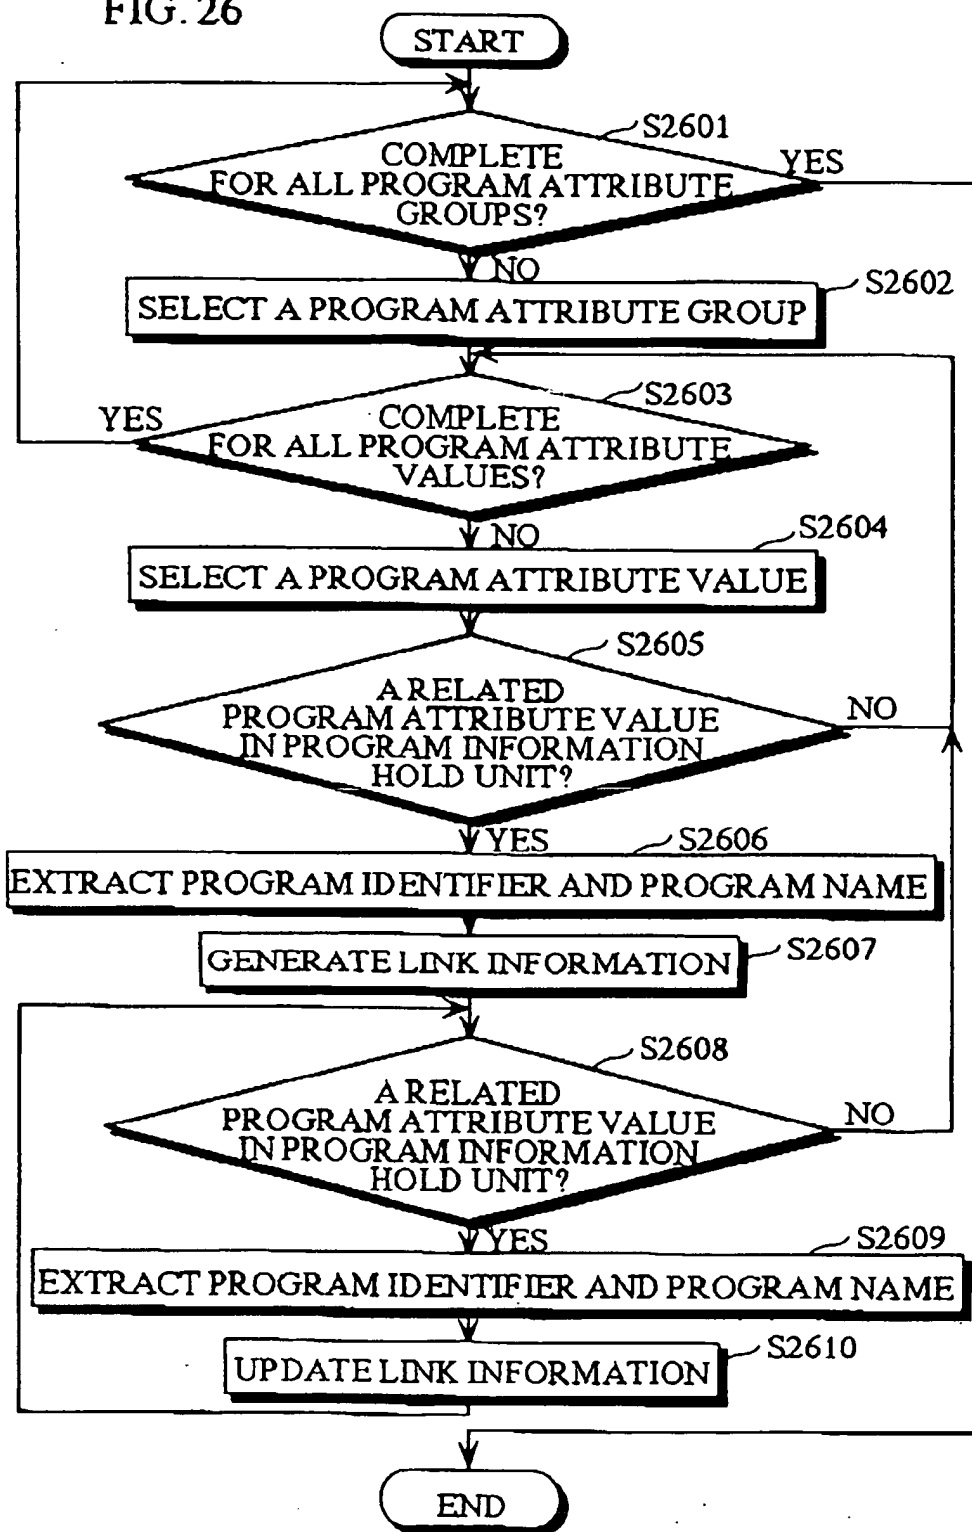 FIG. 26
START
S2601
COMPLETE
FOR ALL PROGRAM ATTRIBUTE
GROUPS?
YES
NO
S2602
SELECT A PROGRAM ATTRIBUTE GROUP
S2603
YES
COMPLETE
FOR ALL PROGRAM ATTRIBUTE
VALUES?
NO
S2604
SELECT A PROGRAM ATTRIBUTE VALUE
S2605
A RELATED
PROGRAM ATTRIBUTE VALUE
IN PROGRAM INFORMATION
HOLD UNIT?
NO
YES
S2606
EXTRACT PROGRAM IDENTIFIER AND PROGRAM NAME
S2607
GENERATE LINK INFORMATION
S2608
A RELATED
PROGRAM ATTRIBUTE VALUE
IN PROGRAM INFORMATION
HOLD UNIT?
NO
YES
S2609
EXTRACT PROGRAM IDENTIFIER AND PROGRAM NAME
S2610
UPDATE LINK INFORMATION
END